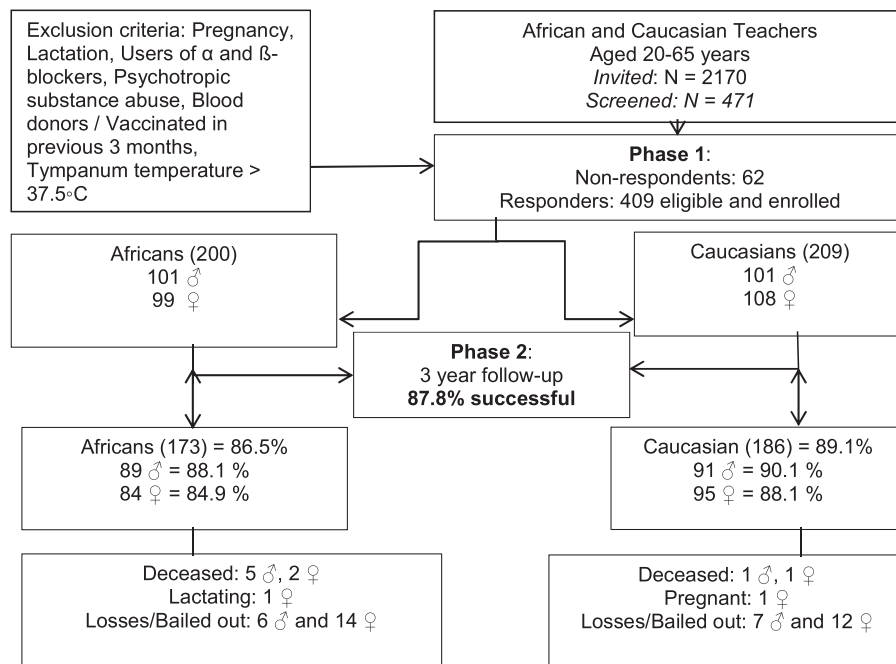 Exclusion criteria: Pregnancy,
Lactation, Users of α and ß-
blockers, Psychotropic
substance abuse, Blood
donors / Vaccinated in
previous 3 months,
Tympanum temperature >
37.5◦C
African and Caucasian Teachers
Aged 20-65 years
Invited: N = 2170
Screened: N = 471
Phase 1:
Non-respondents: 62
Responders: 409 eligible and enrolled
Africans (200)
101 ♂
99 ♀
Caucasians (209)
101 ♂
108 ♀
Phase 2:
3 year follow-up
87.8% successful
Africans (173) = 86.5%
89 ♂ = 88.1 %
84 ♀ = 84.9 %
Caucasian (186) = 89.1%
91 ♂ = 90.1 %
95 ♀ = 88.1 %
Deceased: 5 ♂, 2 ♀
Lactating: 1 ♀
Losses/Bailed out: 6 ♂ and 14 ♀
Deceased: 1 ♂, 1 ♀
Pregnant: 1 ♀
Losses/Bailed out: 7 ♂ and 12 ♀